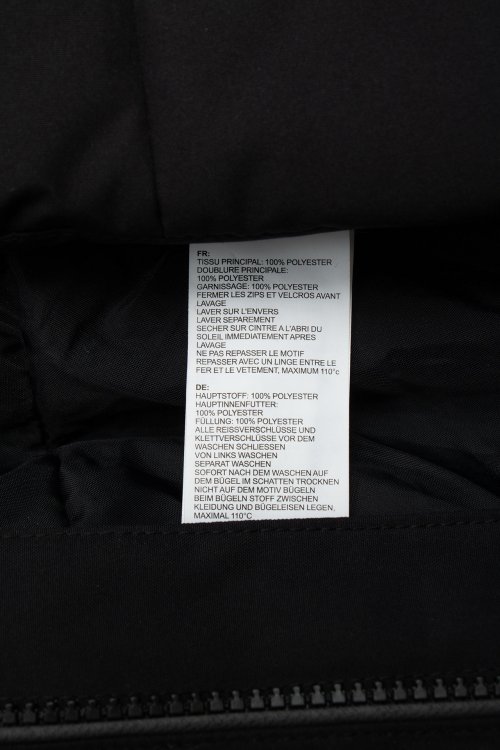 FR:
TISSU PRINCIPAL: 100% POLYESTER
DOUBLURE PRINCIPALE:
100% POLYESTER
GARNISSAGE: 100% POLYESTER
FERMER LES ZIPS ET VELCROS AVANT
LAVAGE
LAVER SUR L'ENVERS
LAVER SEPAREMENT
SECHER SUR CINTRE A L'ABRI DU
SOLEIL IMMEDIATEMENT APRES
LAVAGE
NE PAS REPASSER LE MOTIF
REPASSER AVEC UN LINGE ENTRE LE
FER ET LE VETEMENT, MAXIMUM 110°c
DE:
HAUPTSTOFF: 100% POLYESTER
HAUPTINNENFUTTER:
100% POLYESTER
FÜLLUNG: 100% POLYESTER
ALLE REISSVERSCHLÜSSE UND
KLETTVERSCHLÜSSE VOR DEM
WASCHEN SCHLIESSEN
VON LINKS WASCHEN
SEPARAT WASCHEN
SOFORT NACH DEM WASCHEN AUF
DEM BÜGEL IM SCHATTEN TROCKNEN
NICHT AUF DEM MOTIV BÜGELN
BEIM BÜGELN STOFF ZWISCHEN
KLEIDUNG UND BÜGELEISEN LEGEN,
MAXIMAL 110°C